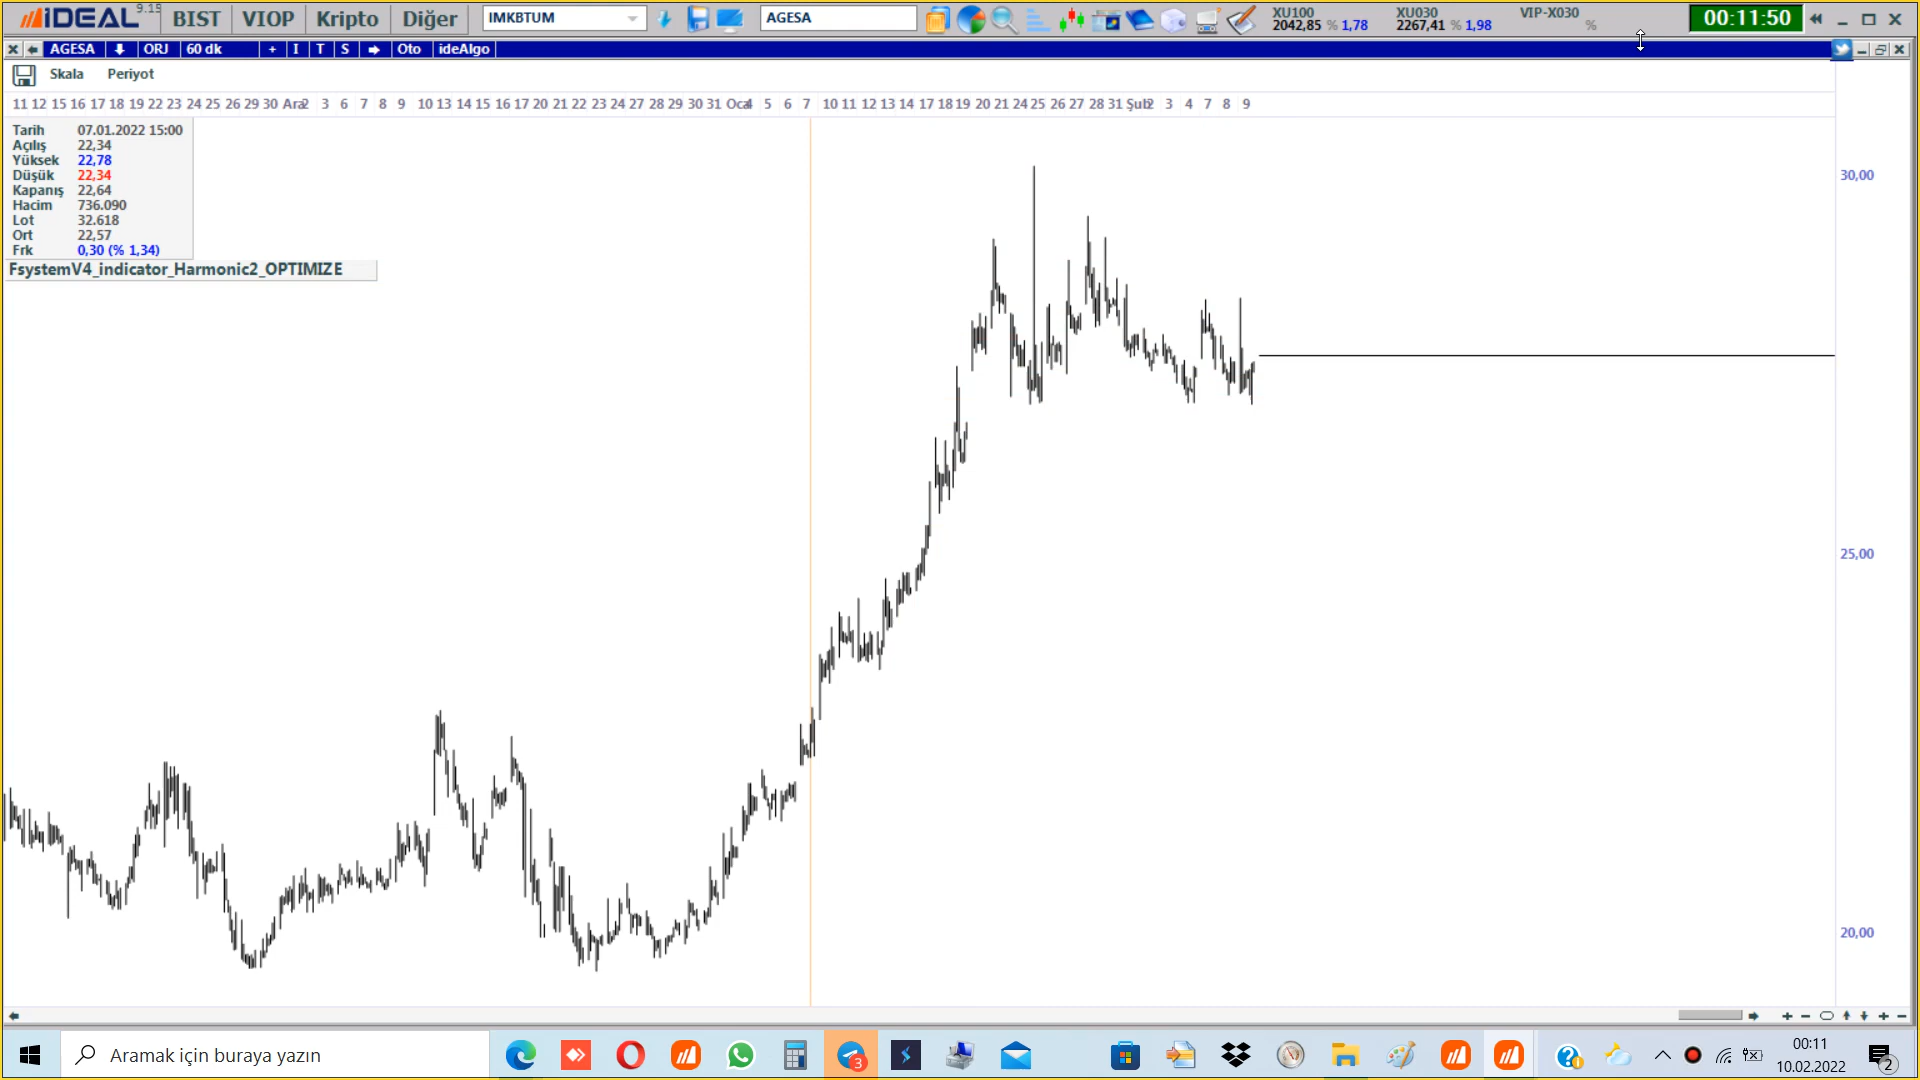 iDEAL 9.15 BIST VIOP Kripto Diğer IMKBTUM AGESA XU100 XU030 VIP-X030 00:11:50
2042,85 % 1,78 2267,41 % 1,98 %
AGESA ORJ 60 dk + I T S Oto ideAlgo
Skala Periyot
11 12 15 16 17 18 19 22 23 24 25 26 29 30 Ara2 3 6 7 8 9 10 13 14 15 16 17 20 21 22 23 24 27 28 29 30 31 Oca4 5 6 7 10 11 12 13 14 17 18 19 20 21 24 25 26 27 28 31 Şub2 3 4 7 8 9
Tarih 07.01.2022 15:00
Açılış 22,34
Yüksek 22,78
Düşük 22,34
Kapanış 22,64
Hacim 736.090
Lot 32.618
Ort 22,57
Frk 0,30 (% 1,34)
FsystemV4_indicator_Harmonic2_OPTIMIZE
30,00
25,00
20,00
Aramak için buraya yazın
3
00:11
10.02.2022
2